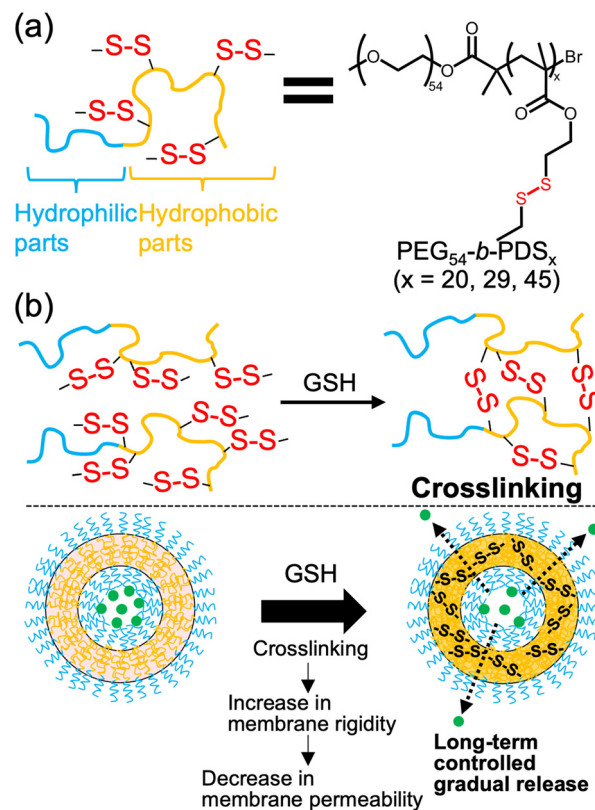 (a)
S-S
S-S
S-S
S-S
=
Hydrophilic
parts
Hydrophobic
parts
O
54
O
O
x
Br
O
O
S
S
PEG54-b-PDSx
(x = 20, 29, 45)
(b)
S-S
S-S
S-S
S-S
S-S
S-S
S-S
GSH
S-S
S-S
S-S
S-S
Crosslinking
GSH
Crosslinking
Increase in
membrane rigidity
Decrease in
membrane permeability
-S-S-
-S-S-
-S-S-
-S-S-
-S-S-
-S-S-
-S-S-
-S-S-
-S-S-
Long-term
controlled
gradual release